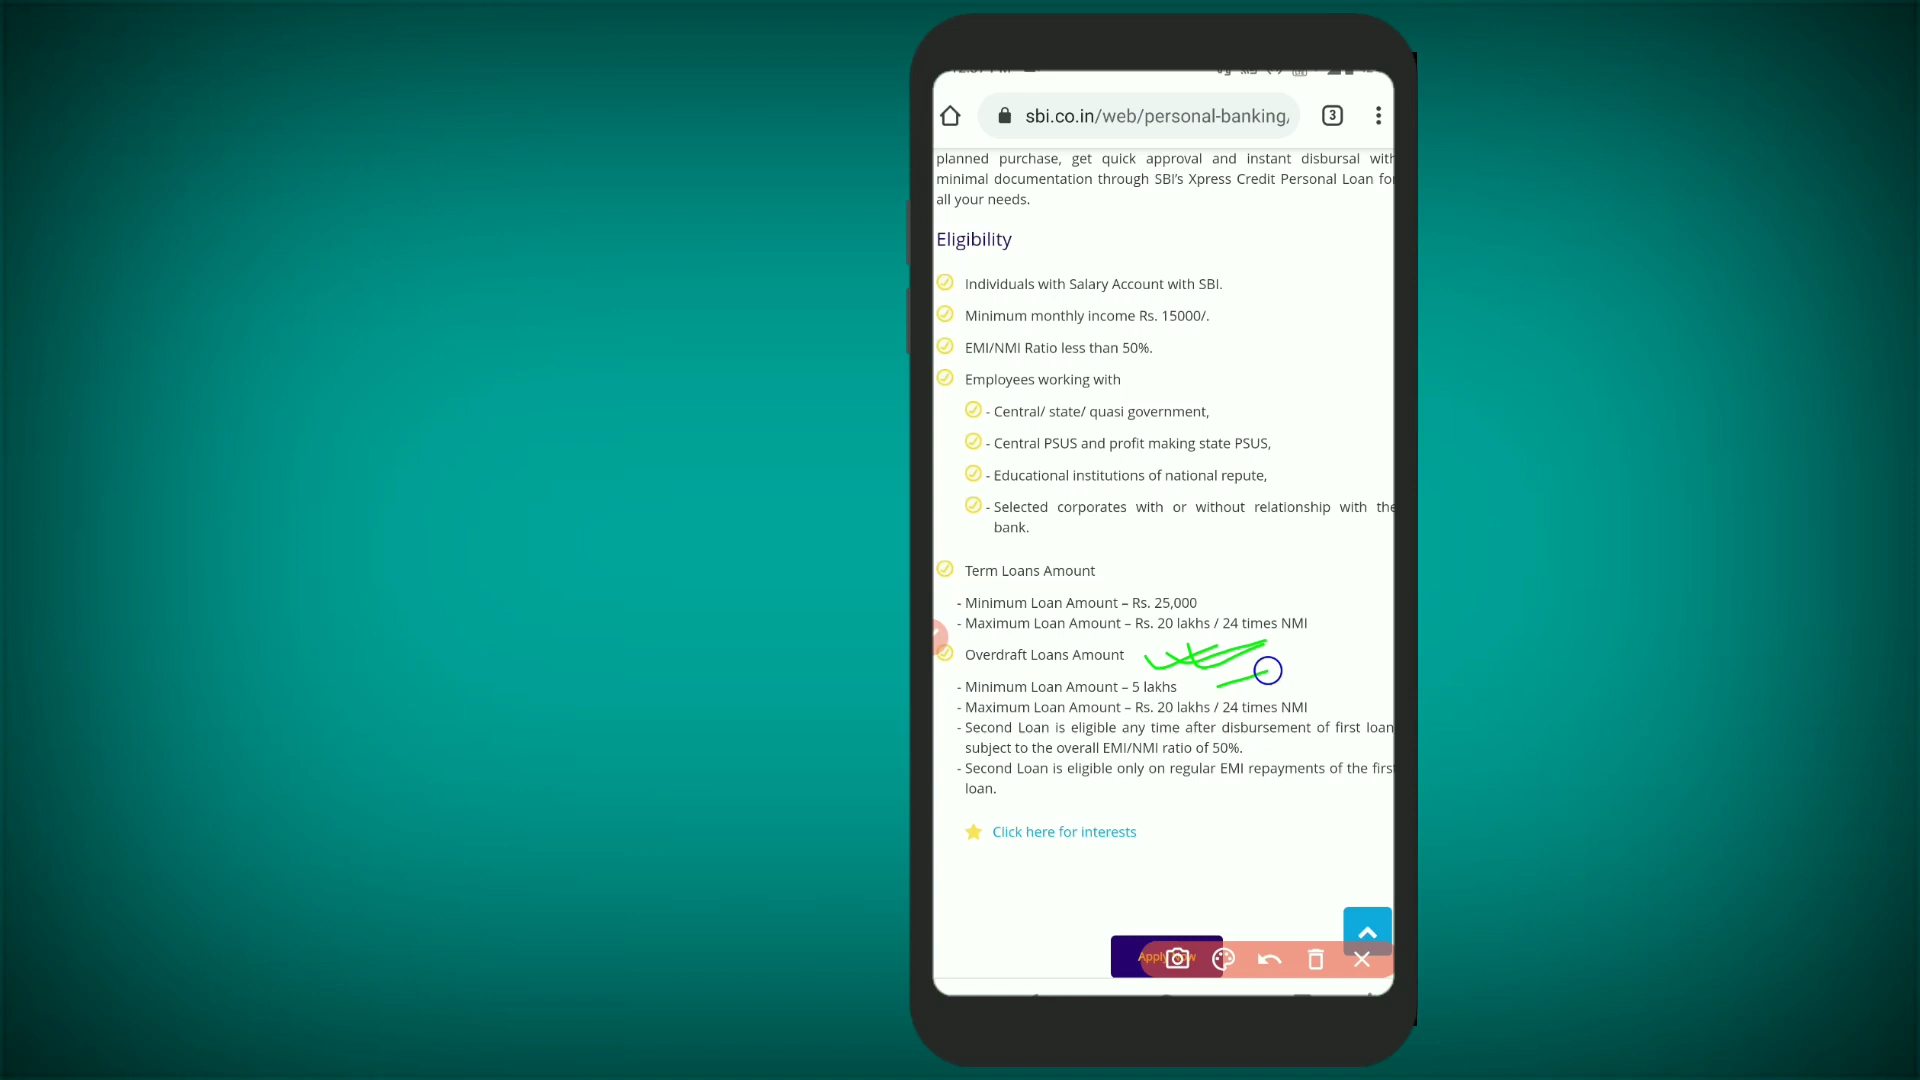 sbi.co.in/web/personal-banking/
3
planned purchase, get quick approval and instant disbursal with
minimal documentation through SBI's Xpress Credit Personal Loan for
all your needs.
Eligibility
Individuals with Salary Account with SBI.
Minimum monthly income Rs. 15000/.
EMI/NMI Ratio less than 50%.
Employees working with
- Central/ state/ quasi government,
- Central PSUS and profit making state PSUS,
- Educational institutions of national repute,
- Selected corporates with or without relationship with the
bank.
Term Loans Amount
- Minimum Loan Amount – Rs. 25,000
- Maximum Loan Amount – Rs. 20 lakhs / 24 times NMI
Overdraft Loans Amount
- Minimum Loan Amount – 5 lakhs
- Maximum Loan Amount – Rs. 20 lakhs / 24 times NMI
- Second Loan is eligible any time after disbursement of first loan
subject to the overall EMI/NMI ratio of 50%.
- Second Loan is eligible only on regular EMI repayments of the first
loan.
Click here for interests
Apply